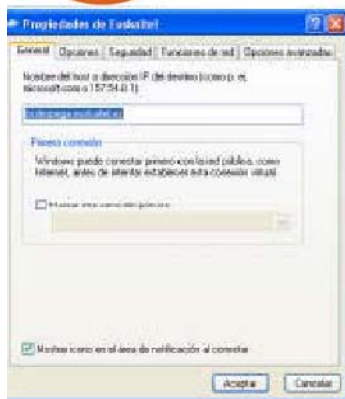 Propiedades de Euskaltel
General Opciones Seguridad Funciones de red Opciones avanzadas
Nombre del host o dirección IP del destino (como p. ej.
microsoft.com o 157.54.0.1):
Primero conectar
Windows puede conectar primero con la red pública, como
Internet, antes de intentar establecer esta conexión virtual.
Mostrar icono en el área de notificación al conectar
Aceptar Cancelar